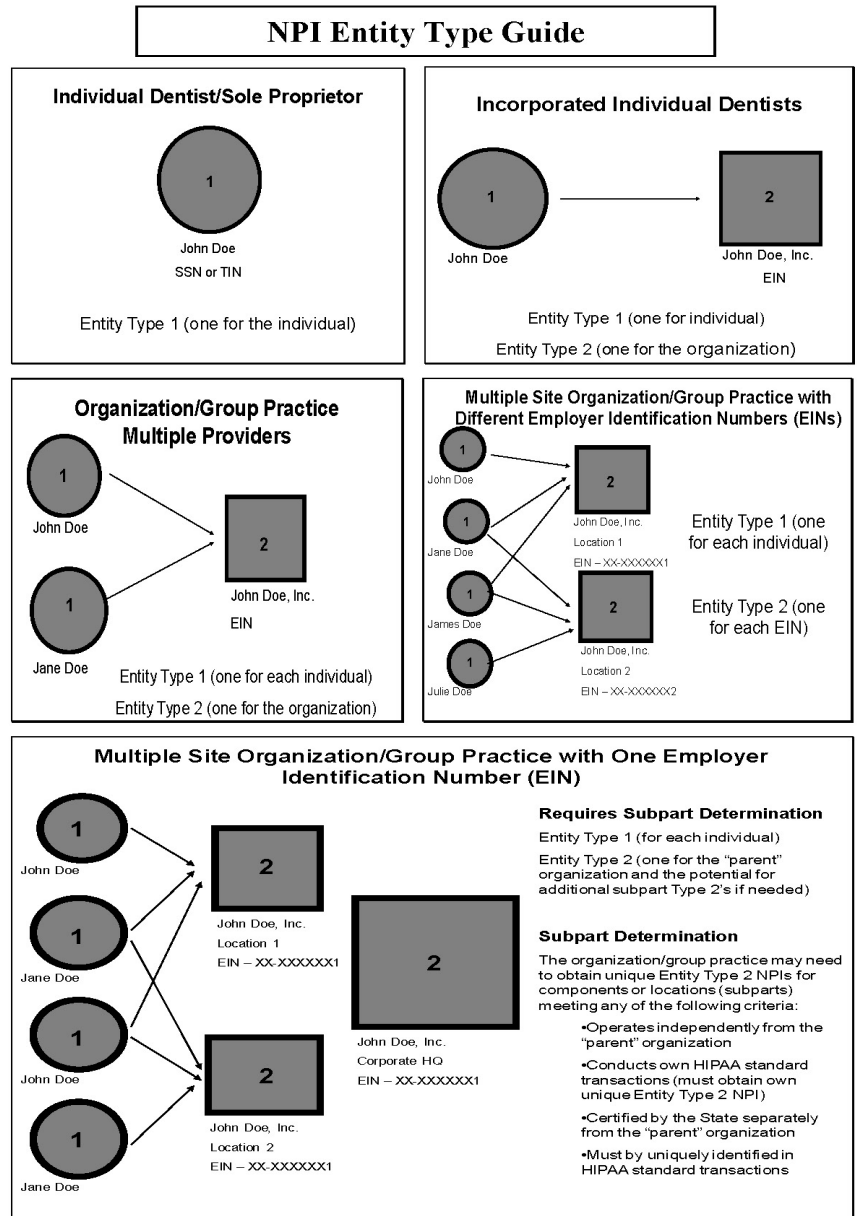 NPI Entity Type Guide
Individual Dentist/Sole Proprietor
1
John Doe
SSN or TIN
Entity Type 1 (one for the individual)
Incorporated Individual Dentists
1
2
John Doe
John Doe, Inc.
EIN
Entity Type 1 (one for individual)
Entity Type 2 (one for the organization)
Organization/Group Practice
Multiple Providers
1
John Doe
2
John Doe, Inc.
EIN
1
Jane Doe
Entity Type 1 (one for each individual)
Entity Type 2 (one for the organization)
Multiple Site Organization/Group Practice with
Different Employer Identification Numbers (EINs)
1
John Doe
1
Jane Doe
1
James Doe
1
Julie Doe
2
John Doe, Inc.
Location 1
EIN – XX-XXXXXX1
2
John Doe, Inc.
Location 2
EIN – XX-XXXXXX2
Entity Type 1 (one
for each individual)
Entity Type 2 (one
for each EIN)
Multiple Site Organization/Group Practice with One Employer
Identification Number (EIN)
1
John Doe
1
Jane Doe
1
John Doe
1
Jane Doe
2
John Doe, Inc.
Location 1
EIN – XX-XXXXXX1
2
John Doe, Inc.
Location 2
EIN – XX-XXXXXX1
2
John Doe, Inc.
Corporate HQ
EIN – XX-XXXXXX1
Requires Subpart Determination
Entity Type 1 (for each individual)
Entity Type 2 (one for the “parent”
organization and the potential for
additional subpart Type 2's if needed)
Subpart Determination
The organization/group practice may need
to obtain unique Entity Type 2 NPIs for
components or locations (subparts)
meeting any of the following criteria:
•Operates independently from the
“parent” organization
•Conducts own HIPAA standard
transactions (must obtain own
unique Entity Type 2 NPI)
•Certified by the State separately
from the “parent” organization
•Must by uniquely identified in
HIPAA standard transactions